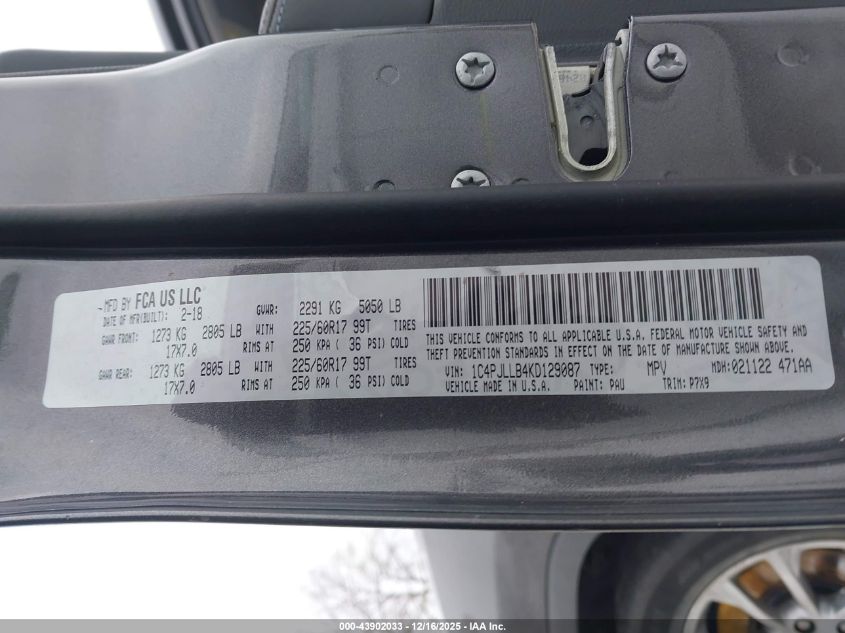 MFD BY FCA US LLC
DATE OF MFR(BUILT): 2-18 GVWR: 2291 KG 5050 LB
GAWR FRONT: 1273 KG 2805 LB WITH 225/60R17 99T TIRES
17X7.0 RIMS AT 250 KPA ( 36 PSI) COLD
GAWR REAR: 1273 KG 2805 LB WITH 225/60R17 99T TIRES
17X7.0 RIMS AT 250 KPA ( 36 PSI) COLD
THIS VEHICLE CONFORMS TO ALL APPLICABLE U.S.A. FEDERAL MOTOR VEHICLE SAFETY AND
THEFT PREVENTION STANDARDS IN EFFECT ON THE DATE OF MANUFACTURE SHOWN ABOVE.
VIN: 1C4PJLLB4KD129087 TYPE: MPV MDH:021122 471AA
VEHICLE MADE IN U.S.A. PAINT: PAU TRIM: P7X9
000-43902033 - 12/16/2025 - IAA Inc.